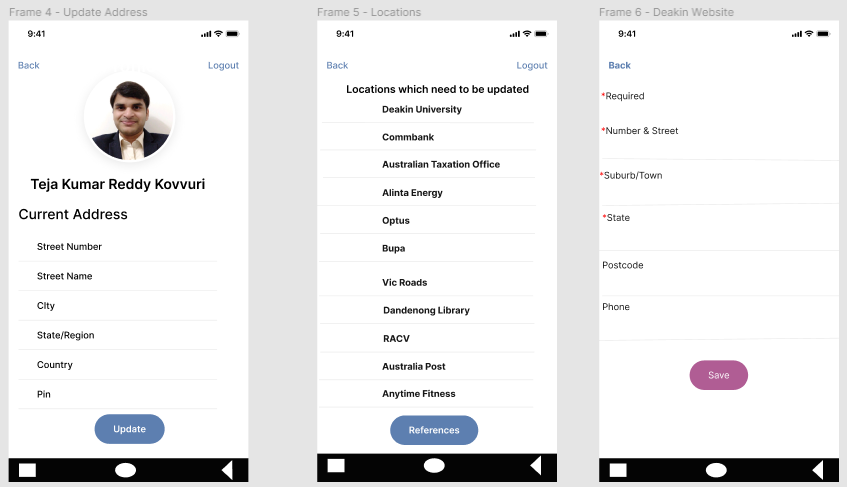 Frame 4 - Update Address
9:41
Back
Logout
Teja Kumar Reddy Kovvuri
Current Address
Street Number
Street Name
CIty
State/Region
Country
Pin
Update
Frame 5 - Locations
9:41
Back
Logout
Locations which need to be updated
Deakin University
Commbank
Australian Taxation Office
Alinta Energy
Optus
Bupa
Vic Roads
Dandenong Library
RACV
Australia Post
Anytime Fitness
References
Frame 6 - Deakin Website
9:41
Back
*Required
*Number & Street
*Suburb/Town
*State
Postcode
Phone
Save